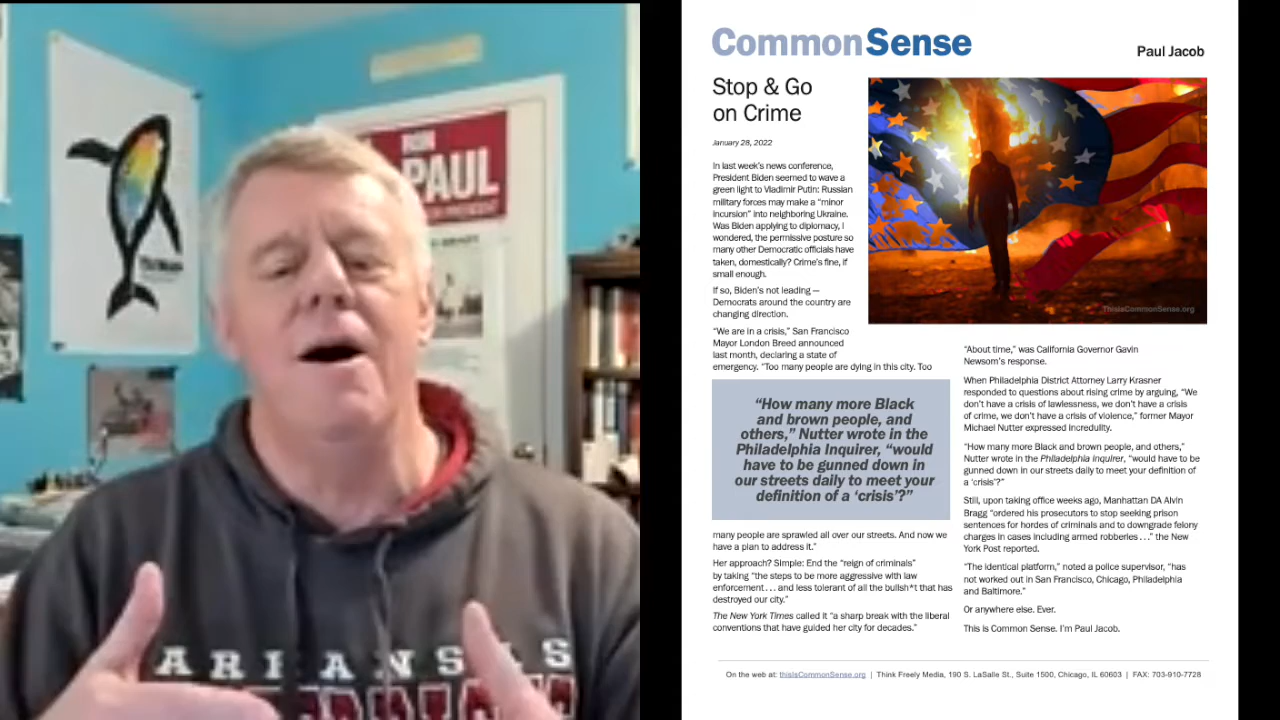 RON
PAUL
ARKANSAS
CommonSense
Paul Jacob
Stop & Go
on Crime
January 28, 2022
In last week's news conference,
President Biden seemed to wave a
green light to Vladimir Putin: Russian
military forces may make a “minor
incursion” into neighboring Ukraine.
Was Biden applying to diplomacy, I
wondered, the permissive posture so
many other Democratic officials have
taken, domestically? Crime's fine, if
small enough.
If so, Biden's not leading —
Democrats around the country are
changing direction.
“We are in a crisis,” San Francisco
Mayor London Breed announced
last month, declaring a state of
emergency. “Too many people are dying in this city. Too
“How many more Black
and brown people, and
others,” Nutter wrote in the
Philadelphia Inquirer, “would
have to be gunned down in
our streets daily to meet your
definition of a ‘crisis’?”
many people are sprawled all over our streets. And now we
have a plan to address it.”
Her approach? Simple: End the “reign of criminals”
by taking “the steps to be more aggressive with law
enforcement . . . and less tolerant of all the bullsh*t that has
destroyed our city.”
The New York Times called it “a sharp break with the liberal
conventions that have guided her city for decades.”
ThisIsCommonSense.org
“About time,” was California Governor Gavin
Newsom's response.
When Philadelphia District Attorney Larry Krasner
responded to questions about rising crime by arguing, “We
don't have a crisis of lawlessness, we don't have a crisis
of crime, we don't have a crisis of violence,” former Mayor
Michael Nutter expressed incredulity.
“How many more Black and brown people, and others,”
Nutter wrote in the Philadelphia Inquirer, “would have to be
gunned down in our streets daily to meet your definition of
a ‘crisis’?”
Still, upon taking office weeks ago, Manhattan DA Alvin
Bragg “ordered his prosecutors to stop seeking prison
sentences for hordes of criminals and to downgrade felony
charges in cases including armed robberies . . .” the New
York Post reported.
“The identical platform,” noted a police supervisor, “has
not worked out in San Francisco, Chicago, Philadelphia
and Baltimore.”
Or anywhere else. Ever.
This is Common Sense. I'm Paul Jacob.
On the web at: thisIsCommonSense.org | Think Freely Media, 190 S. LaSalle St., Suite 1500, Chicago, IL 60603 | FAX: 703-910-7728